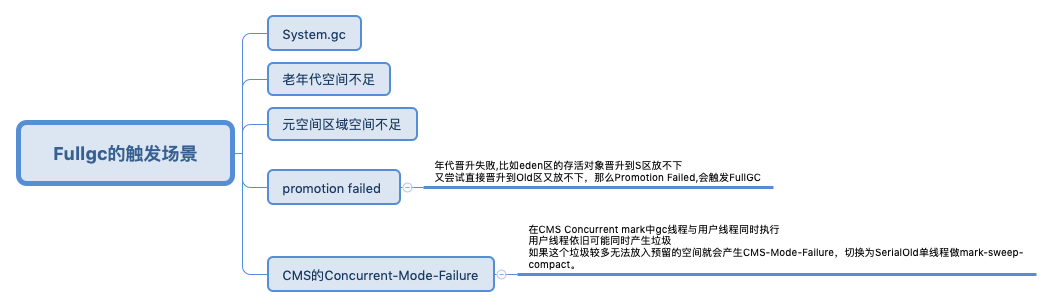 Fullgc的触发场景
System.gc
老年代空间不足
元空间区域空间不足
promotion failed
年代晋升失败,比如eden区的存活对象晋升到S区放不下
又尝试直接晋升到Old区又放不下，那么Promotion Failed,会触发FullGC
CMS的Concurrent-Mode-Failure
在CMS Concurrent mark中gc线程与用户线程同时执行
用户线程依旧可能同时产生垃圾
如果这个垃圾较多无法放入预留的空间就会产生CMS-Mode-Failure，切换为SerialOld单线程做mark-sweep-
compact。